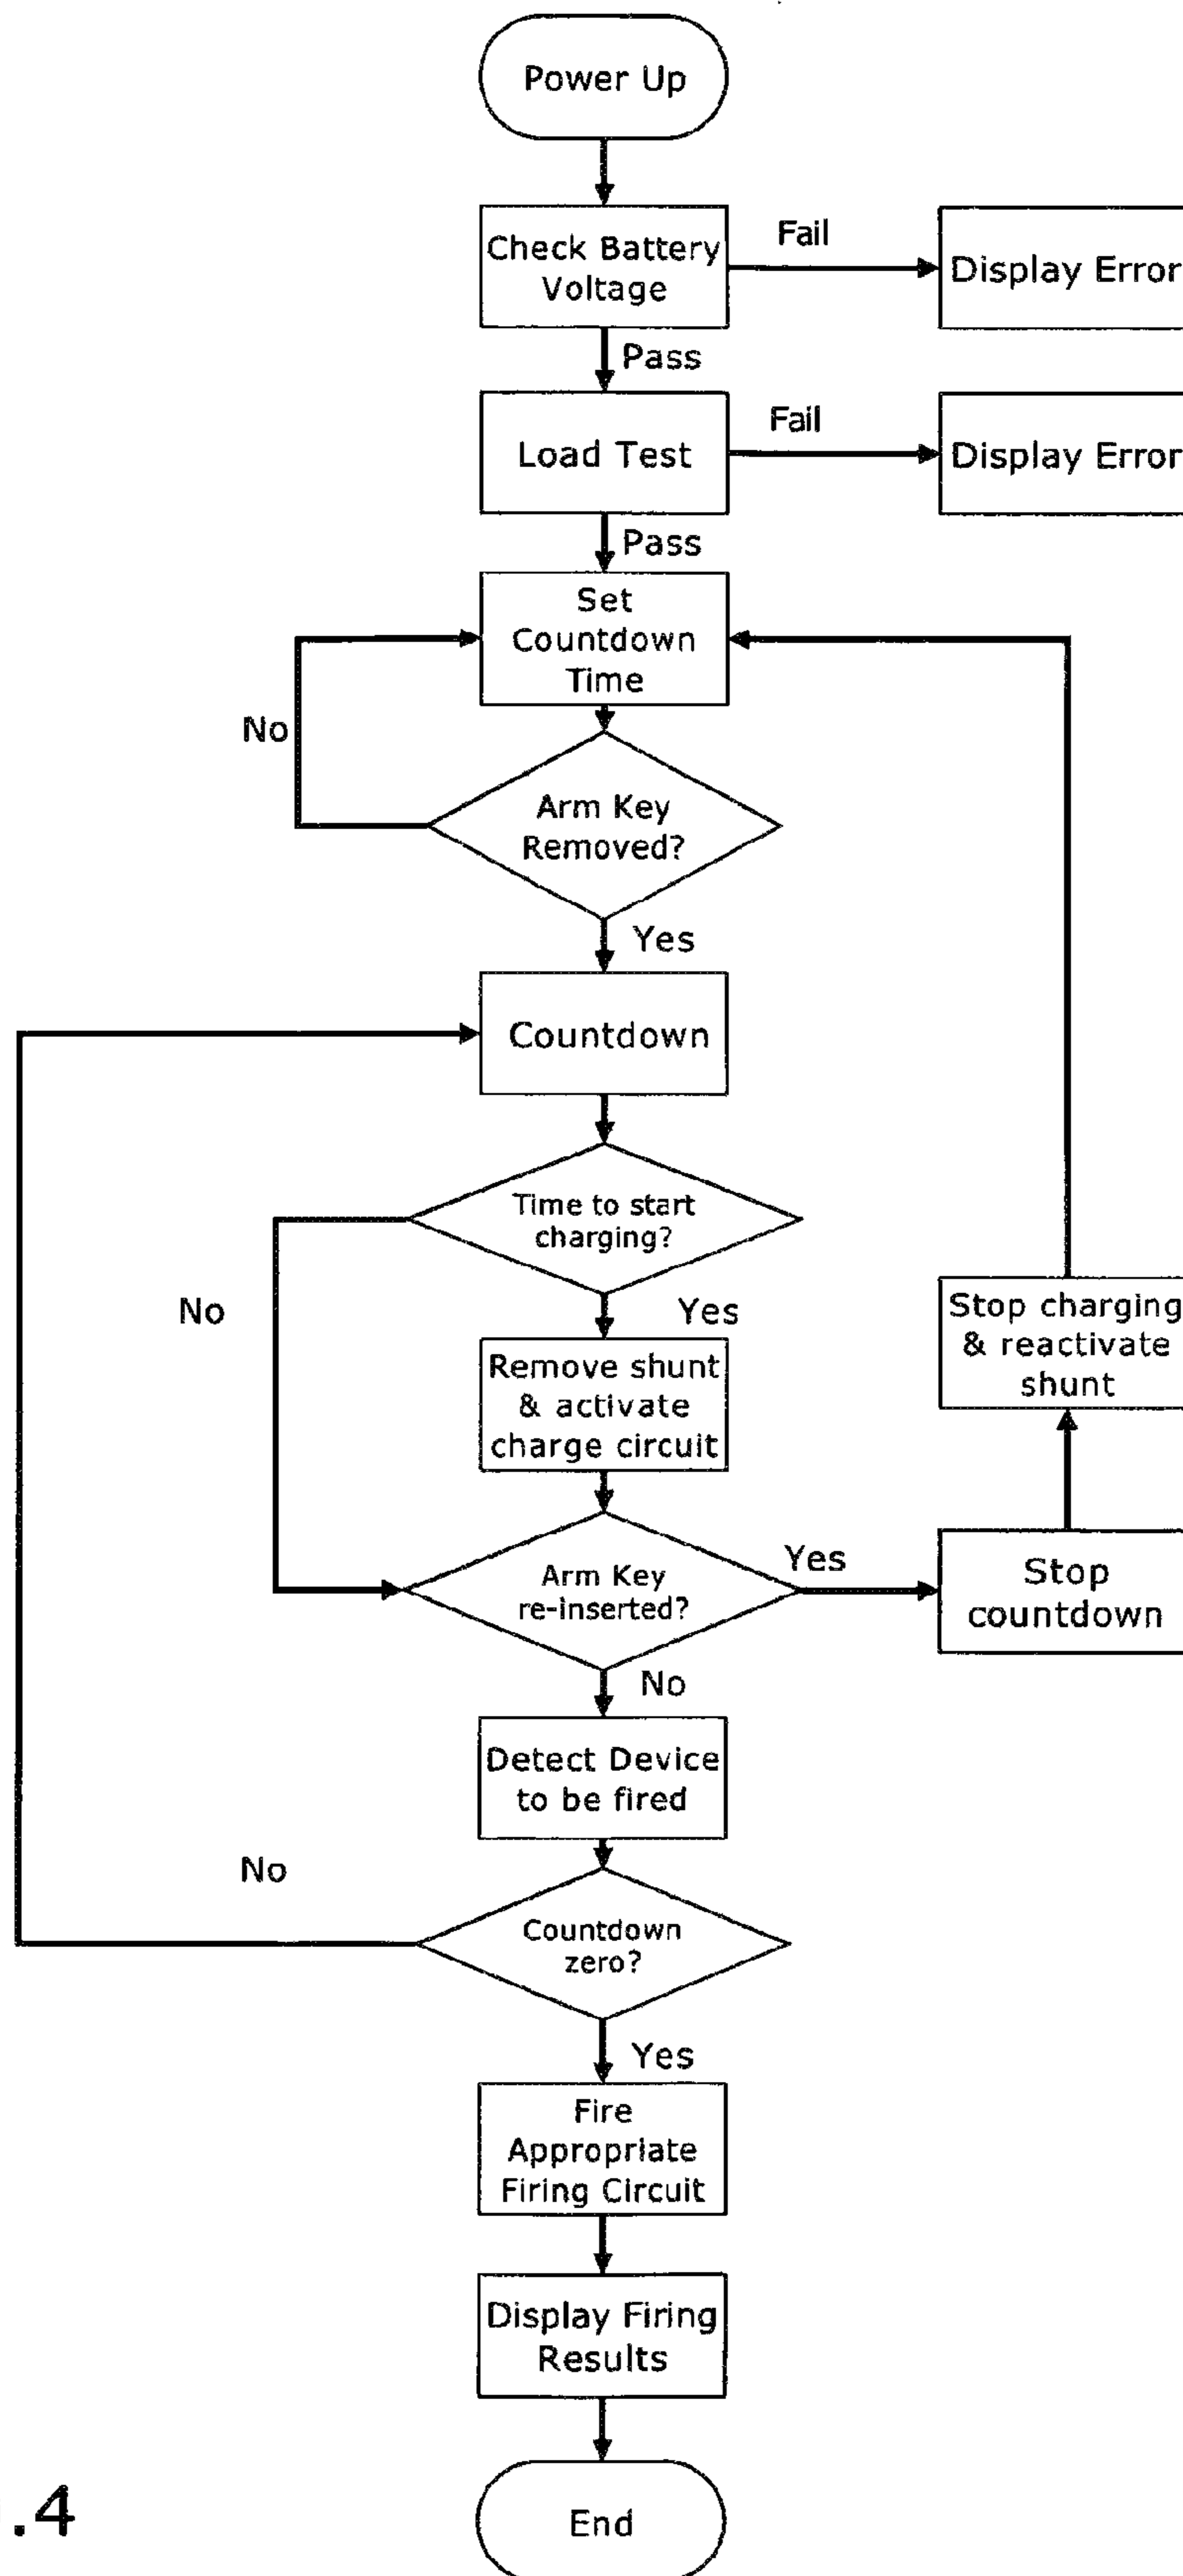 Power Up
Check Battery
Voltage
Fail
Display Error
Pass
Load Test
Fail
Display Error
Pass
Set
Countdown
Time
No
Arm Key
Removed?
Yes
Countdown
Time to start
charging?
No
Yes
Remove shunt
& activate
charge circuit
Stop charging
& reactivate
shunt
Arm Key
re-inserted?
Yes
Stop
countdown
No
Detect Device
to be fired
No
Countdown
zero?
Yes
Fire
Appropriate
Firing Circuit
Display Firing
Results
End
.4